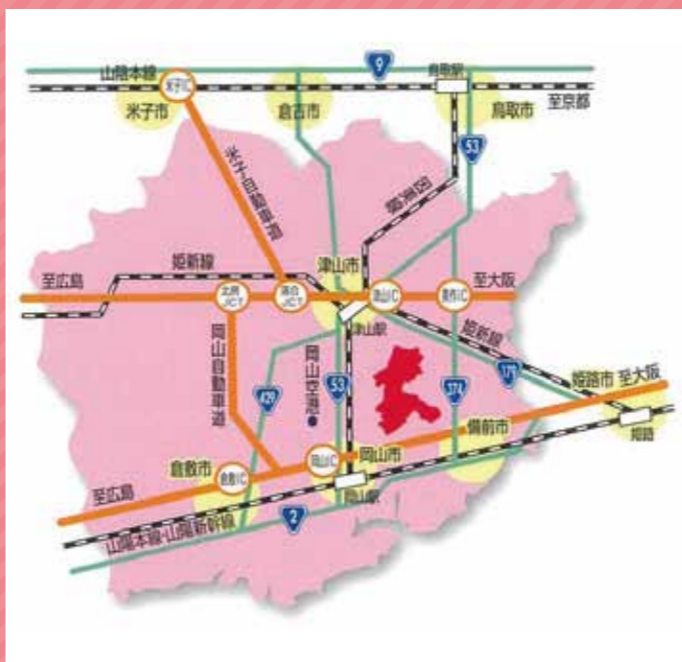 山陰本線
9
鳥取駅
米子IC
米子市
倉吉市
鳥取市
至京都
53
米子自動車道
因美線
姫新線
津山市
至広島
北房JCT
落合JCT
津山IC
美作IC
至大阪
津山駅
姫新線
岡山自動車道
岡山空港
429
53
374
179
姫路市 至大阪
備前市
姫路
岡山市
岡山IC
倉敷市
倉敷IC
岡山駅
至広島
2
山陽本線・山陽新幹線